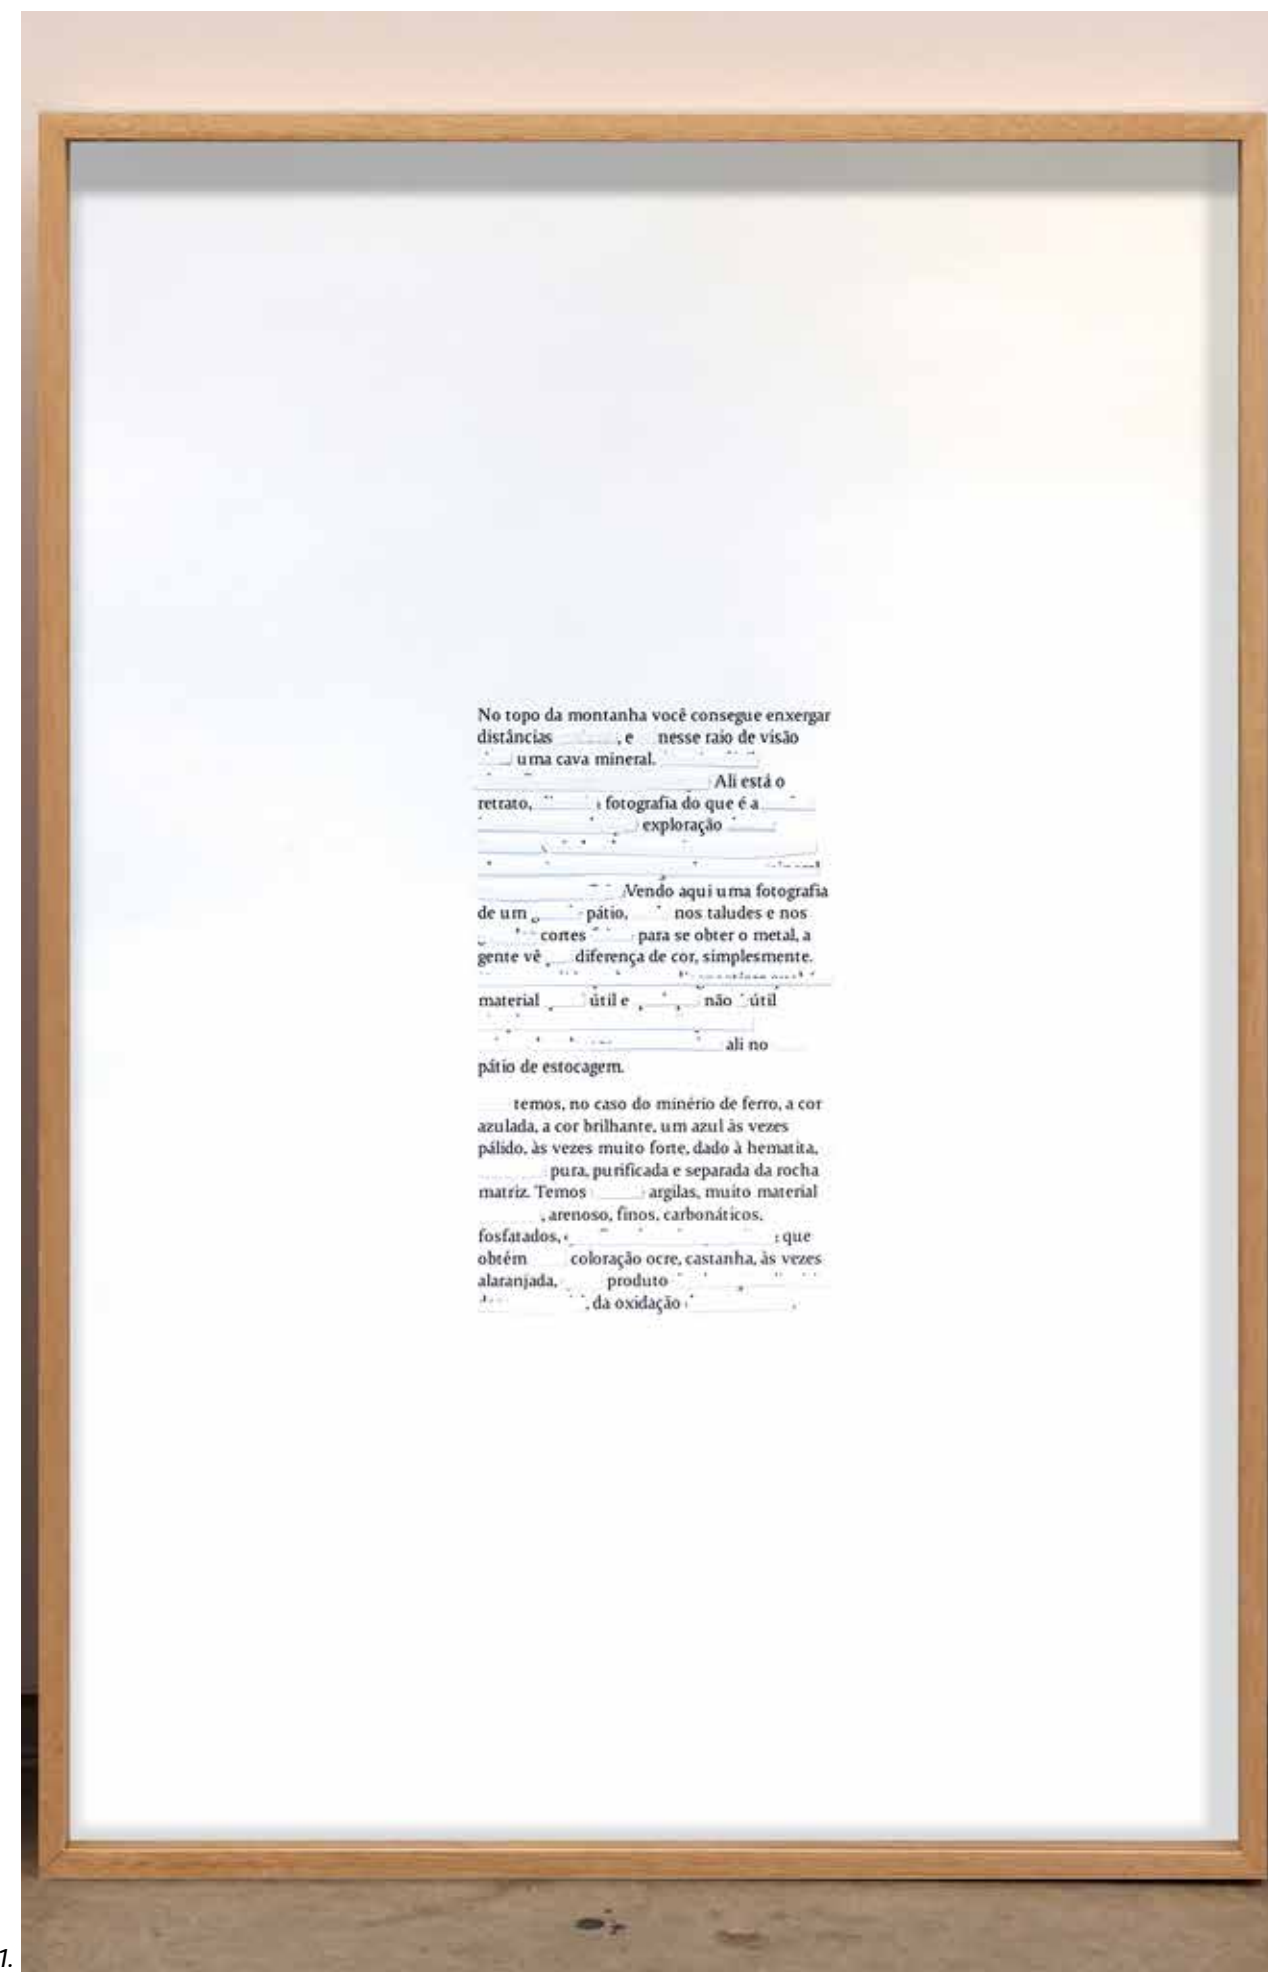 No topo da montanha você consegue enxergar
distâncias , e nesse raio de visão
uma cava mineral.
Ali está o
retrato, fotografia do que é a
exploração
Vendo aqui uma fotografia
de um pátio, nos taludes e nos
cortes para se obter o metal, a
gente vê diferença de cor, simplesmente.
material útil e não útil
ali no
pátio de estocagem.
temos, no caso do minério de ferro, a cor
azulada, a cor brilhante, um azul às vezes
pálido, às vezes muito forte, dado à hematita,
pura, purificada e separada da rocha
matriz. Temos argilas, muito material
, arenoso, finos, carbonáticos,
fosfatados, que
obtém coloração ocre, castanha, às vezes
alaranjada, produto
, da oxidação
1.